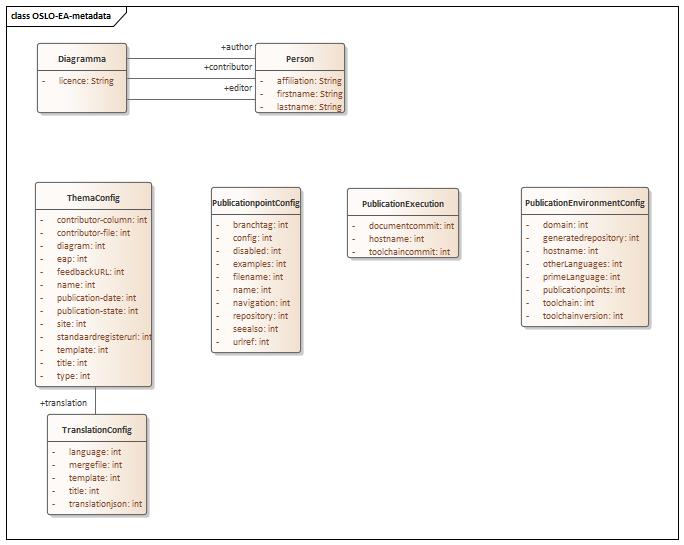 class OSLO-EA-metadata
Diagramma
- licence: String
+author
+contributor
+editor
Person
- affiliation: String
- firstname: String
- lastname: String
ThemaConfig
- contributor-column: int
- contributor-file: int
- diagram: int
- eap: int
- feedbackURL: int
- name: int
- publication-date: int
- publication-state: int
- site: int
- standaardregisterurl: int
- template: int
- title: int
- type: int
PublicationpointConfig
- branchtag: int
- config: int
- disabled: int
- examples: int
- filename: int
- name: int
- navigation: int
- repository: int
- seealso: int
- urlref: int
PublicationExecution
- documentcommit: int
- hostname: int
- toolchaincommit: int
PublicationEnvironmentConfig
- domain: int
- generatedrepository: int
- hostname: int
- otherLanguages: int
- primeLanguage: int
- publicationpoints: int
- toolchain: int
- toolchainversion: int
+translation
TranslationConfig
- language: int
- mergefile: int
- template: int
- title: int
- translationjson: int